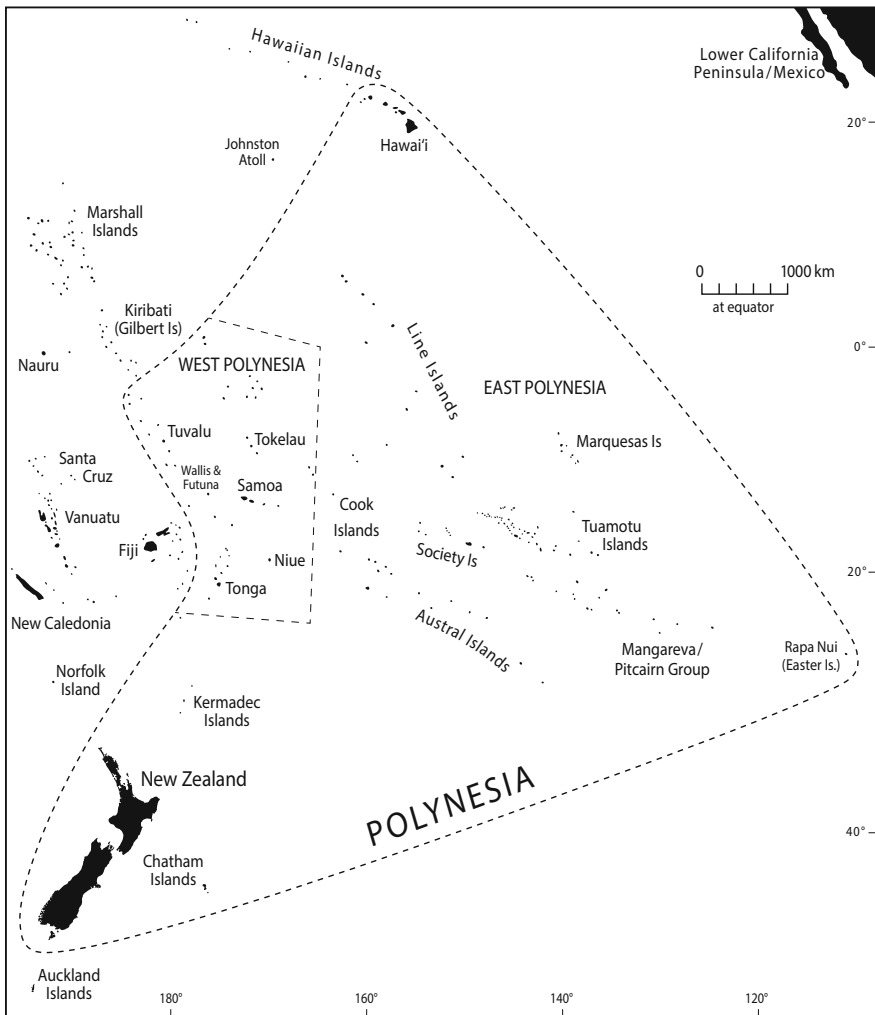 Hawaiian Islands
Lower California
Peninsula/Mexico
20°
Johnston
Atoll
Hawai'i
Marshall
Islands
0
1000 km
at equator
Kiribati
(Gilbert Is)
Nauru
WEST POLYNESIA
Line Islands
EAST POLYNESIA
0°
Tuvalu
Tokelau
Marquesas Is
Santa
Cruz
Wallis &
Futuna
Samoa
Cook
Islands
Vanuatu
Tuamotu
Islands
Fiji
Niue
Society Is
Tonga
20°
New Caledonia
Austral Islands
Mangareva/
Pitcairn Group
Rapa Nui
(Easter Is.)
Norfolk
Island
Kermadec
Islands
New Zealand
POLYNESIA
40°
Chatham
Islands
Auckland
Islands
180°
160°
140°
120°